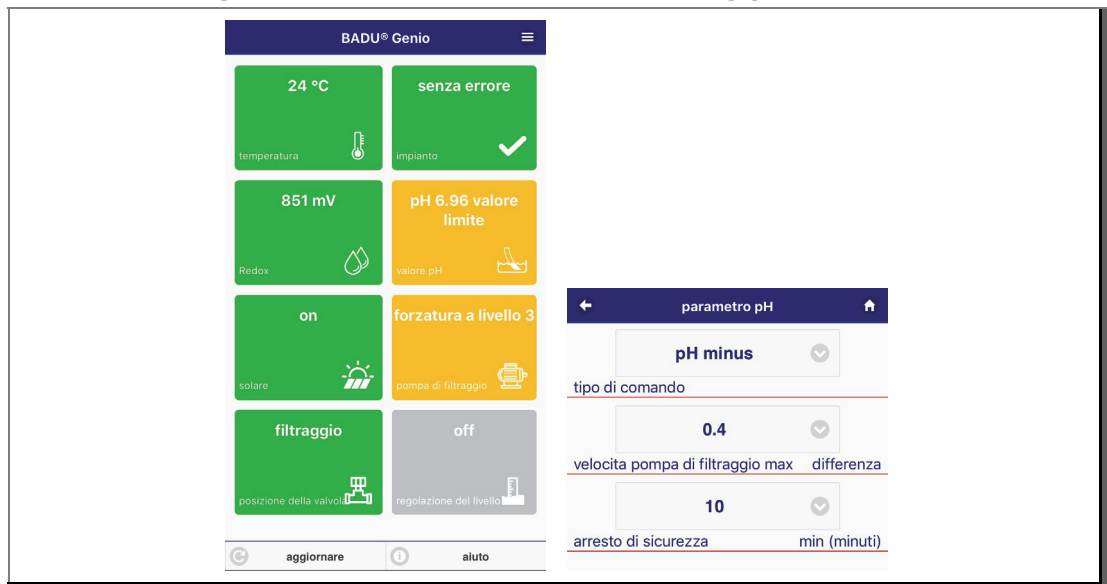 BADU® Genio
24 °C
temperatura
senza errore
impianto
851 mV
Redox
pH 6.96 valore
limite
valore pH
on
solare
forzatura a livello 3
pompa di filtraggio
filtraggio
posizione della valvola
off
regolazione del livello
aggiornare
aiuto
parametro pH
pH minus
tipo di comando
0.4
velocita pompa di filtraggio max differenza
10
arresto di sicurezza min (minuti)